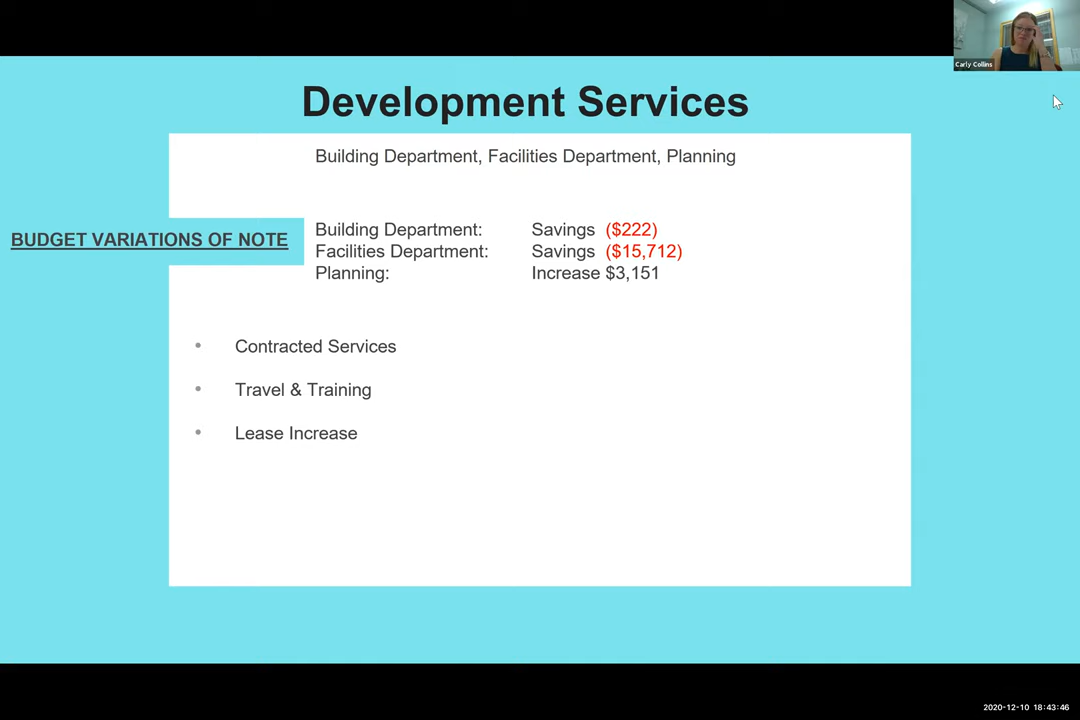 Carly Collins
Development Services
Building Department, Facilities Department, Planning
BUDGET VARIATIONS OF NOTE
Building Department: Savings ($222)
Facilities Department: Savings ($15,712)
Planning: Increase $3,151
• Contracted Services
• Travel & Training
• Lease Increase
2020-12-10 18:43:46